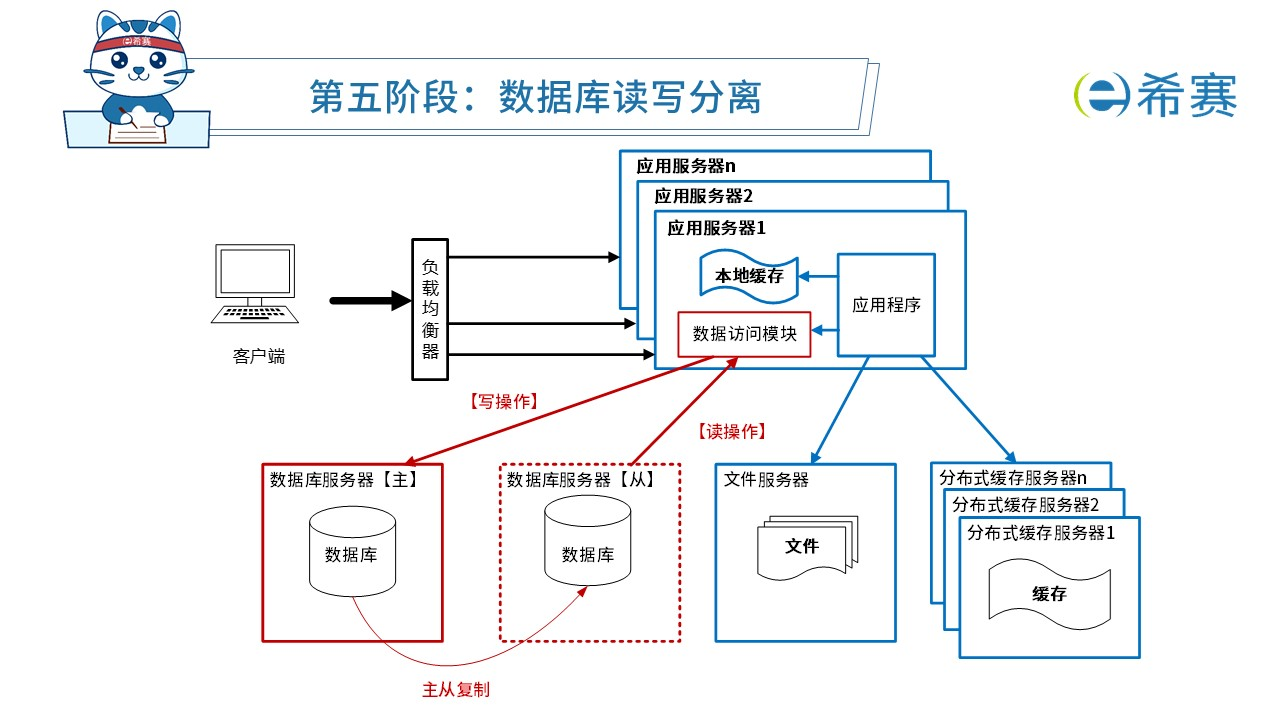 希赛
第五阶段：数据库读写分离
希赛
应用服务器n
应用服务器2
应用服务器1
本地缓存
应用程序
数据访问模块
负载均衡器
客户端
【写操作】
【读操作】
数据库服务器【主】
数据库
数据库服务器【从】
数据库
文件服务器
文件
分布式缓存服务器n
分布式缓存服务器2
分布式缓存服务器1
缓存
主从复制